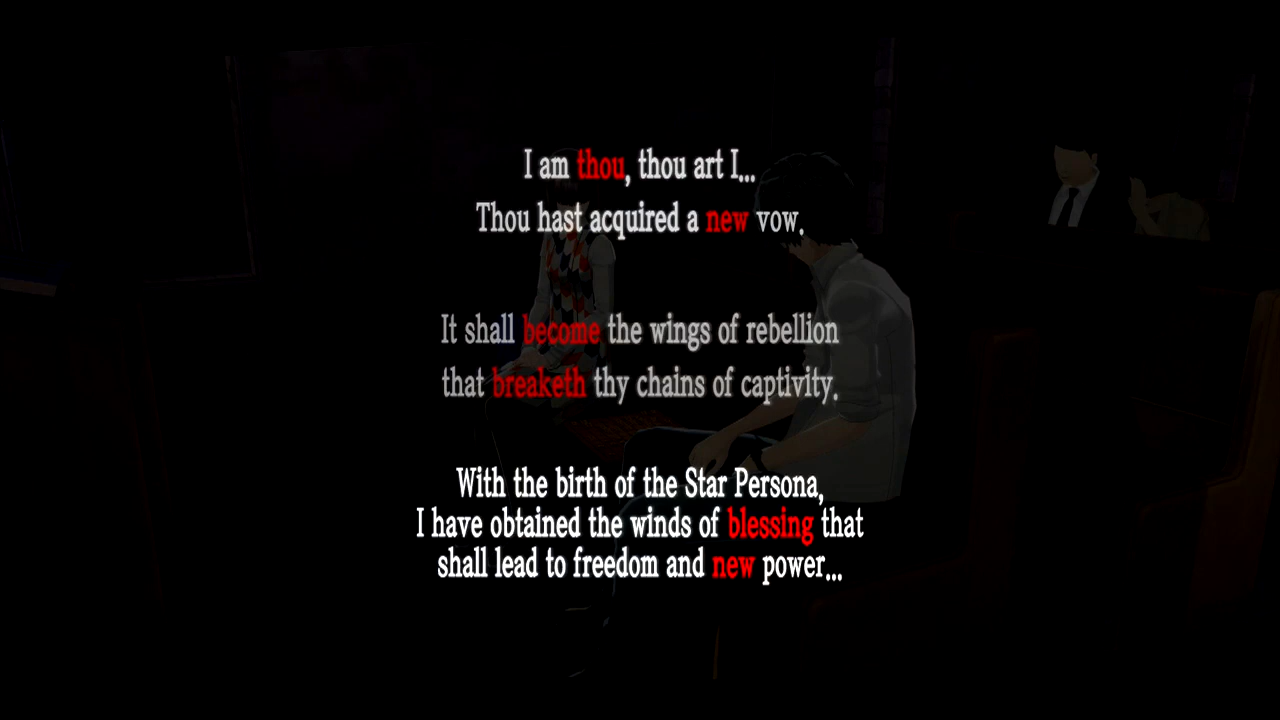 I am thou, thou art I...
Thou hast acquired a new vow.
It shall become the wings of rebellion
that breaketh thy chains of captivity.
With the birth of the Star Persona,
I have obtained the winds of blessing that
shall lead to freedom and new power...